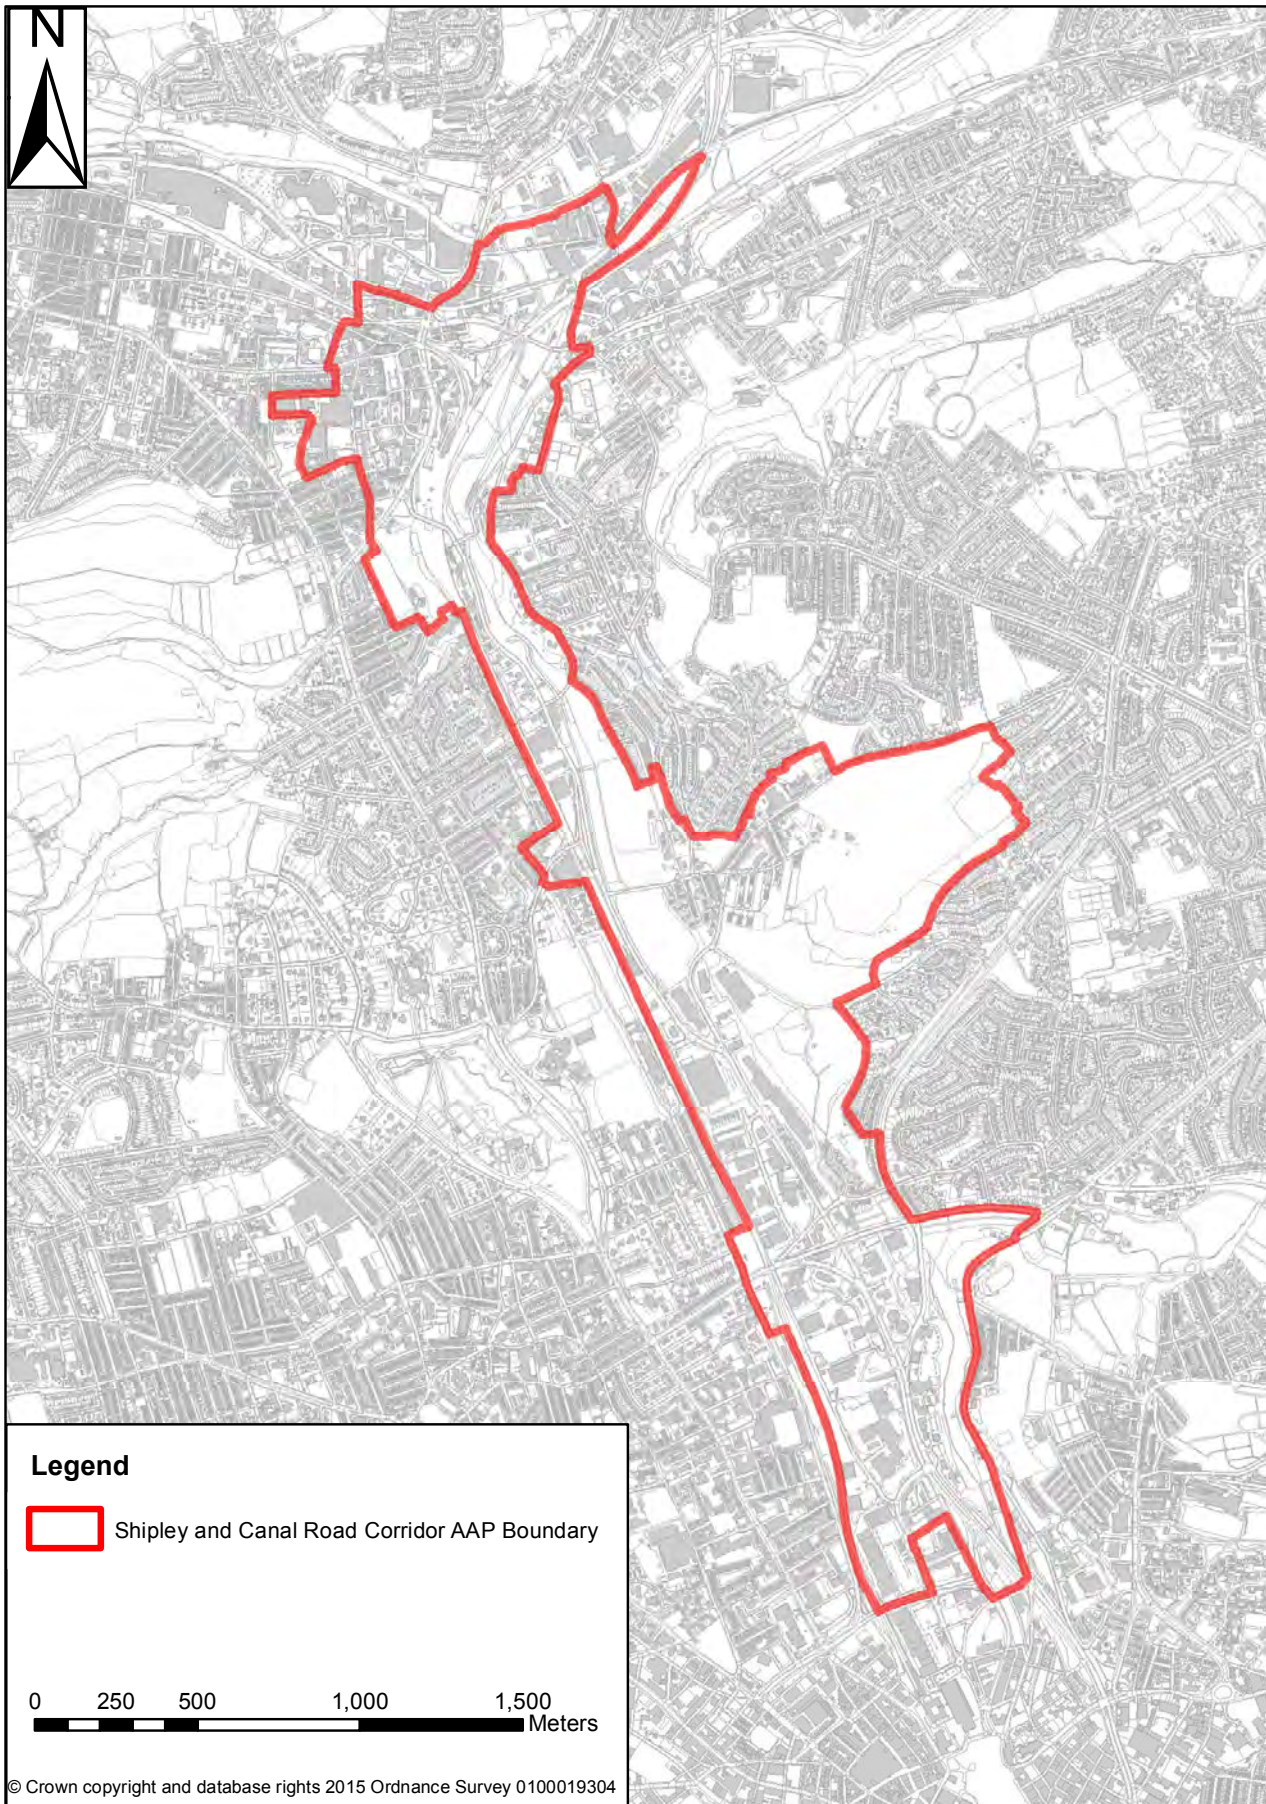 N
Legend
Shipley and Canal Road Corridor AAP Boundary
0 250 500 1,000 1,500
Meters
© Crown copyright and database rights 2015 Ordnance Survey 0100019304